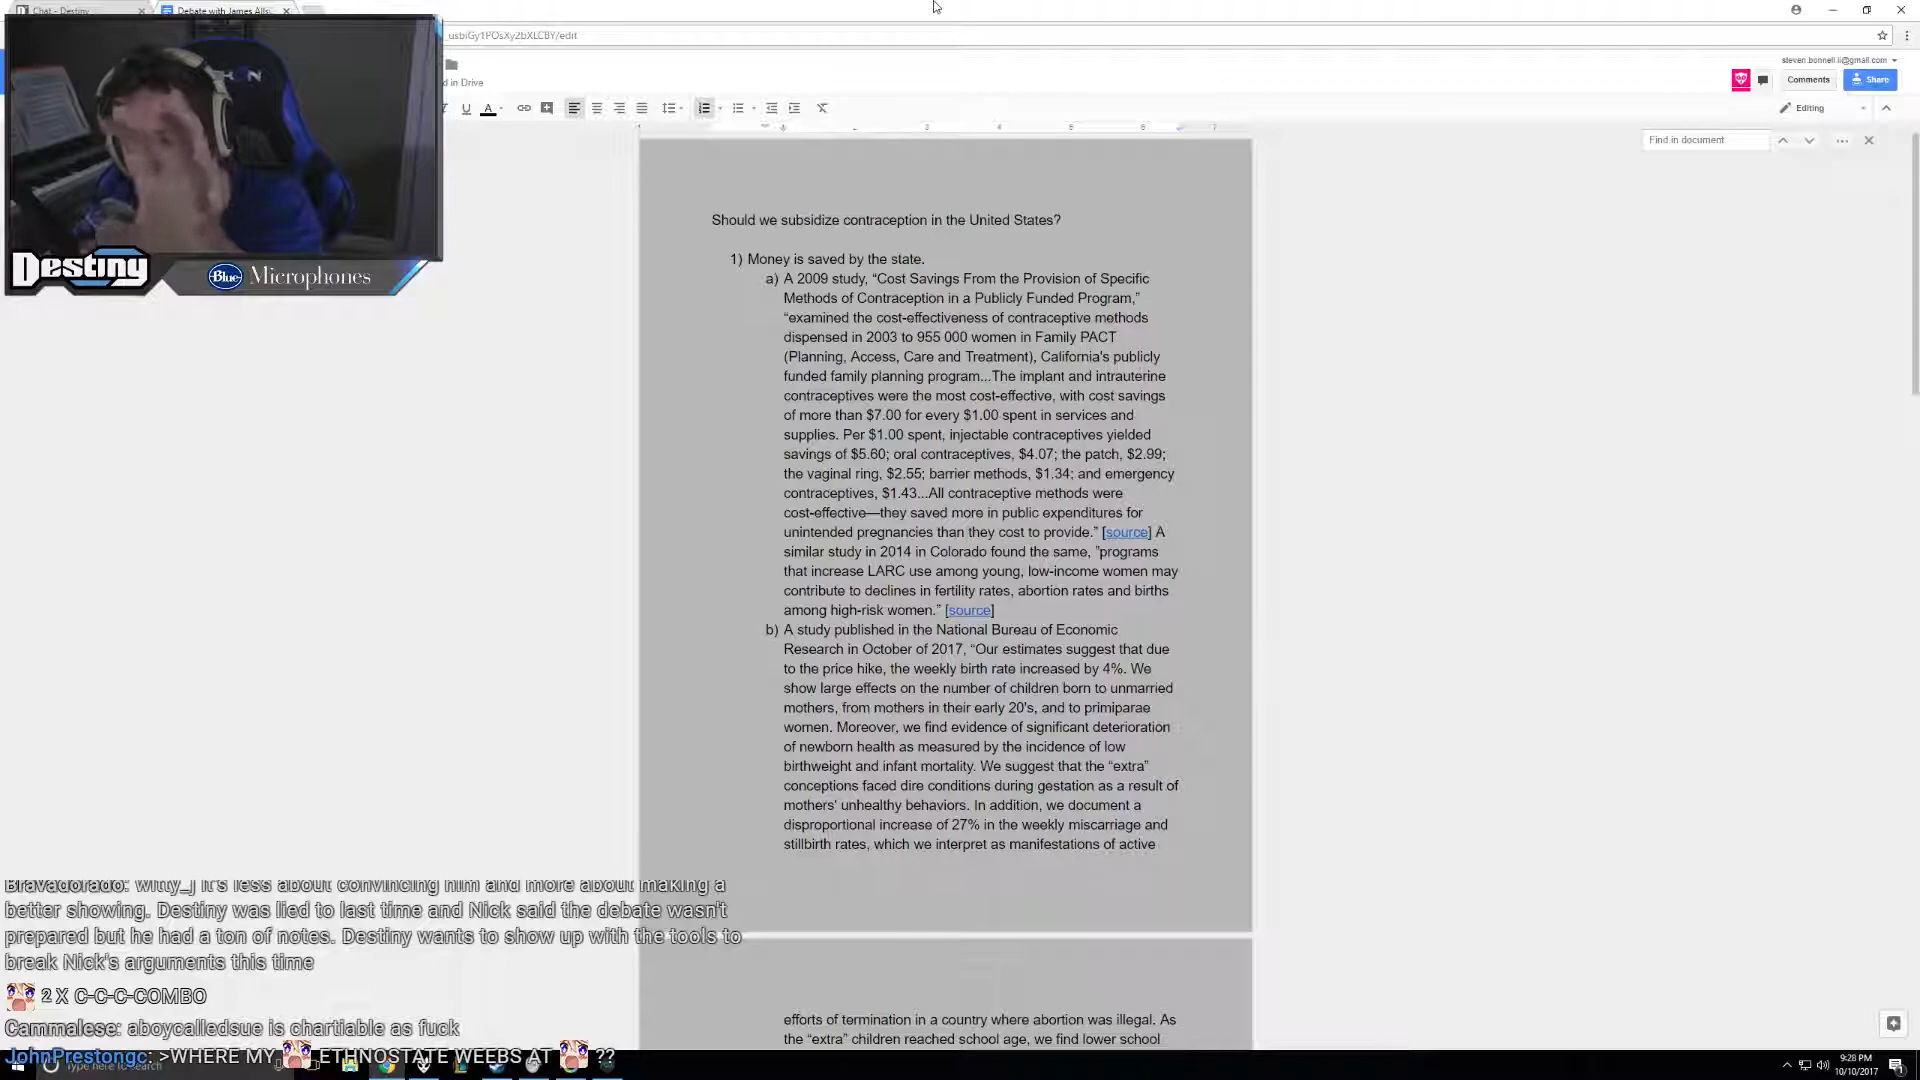 Chat - Destiny
Debate with James Alls
_usbiGy1POsXy2bXLCBY/edit
steven.bonnell.ii@gmail.com
d in Drive
Comments
Share
Editing
3
4
5
6
7
Find in document
Destiny
Blue Microphones
Should we subsidize contraception in the United States?
1) Money is saved by the state.
a) A 2009 study, “Cost Savings From the Provision of Specific
Methods of Contraception in a Publicly Funded Program,”
“examined the cost-effectiveness of contraceptive methods
dispensed in 2003 to 955 000 women in Family PACT
(Planning, Access, Care and Treatment), California's publicly
funded family planning program...The implant and intrauterine
contraceptives were the most cost-effective, with cost savings
of more than $7.00 for every $1.00 spent in services and
supplies. Per $1.00 spent, injectable contraceptives yielded
savings of $5.60; oral contraceptives, $4.07; the patch, $2.99;
the vaginal ring, $2.55; barrier methods, $1.34; and emergency
contraceptives, $1.43...All contraceptive methods were
cost-effective—they saved more in public expenditures for
unintended pregnancies than they cost to provide.” [source] A
similar study in 2014 in Colorado found the same, ”programs
that increase LARC use among young, low-income women may
contribute to declines in fertility rates, abortion rates and births
among high-risk women.” [source]
b) A study published in the National Bureau of Economic
Research in October of 2017, “Our estimates suggest that due
to the price hike, the weekly birth rate increased by 4%. We
show large effects on the number of children born to unmarried
mothers, from mothers in their early 20's, and to primiparae
women. Moreover, we find evidence of significant deterioration
of newborn health as measured by the incidence of low
birthweight and infant mortality. We suggest that the “extra”
conceptions faced dire conditions during gestation as a result of
mothers' unhealthy behaviors. In addition, we document a
disproportional increase of 27% in the weekly miscarriage and
stillbirth rates, which we interpret as manifestations of active
efforts of termination in a country where abortion was illegal. As
the “extra” children reached school age, we find lower school
Bravadorado: witty_j it's less about convincing him and more about making a
better showing. Destiny was lied to last time and Nick said the debate wasn't
prepared but he had a ton of notes. Destiny wants to show up with the tools to
break Nick's arguments this time
2 X C-C-C-COMBO
Cammalese: aboycalledsue is chartiable as fuck
JohnPrestongc: >WHERE MY ETHNOSTATE WEEBS AT ??
Type here to search
9:28 PM
10/10/2017